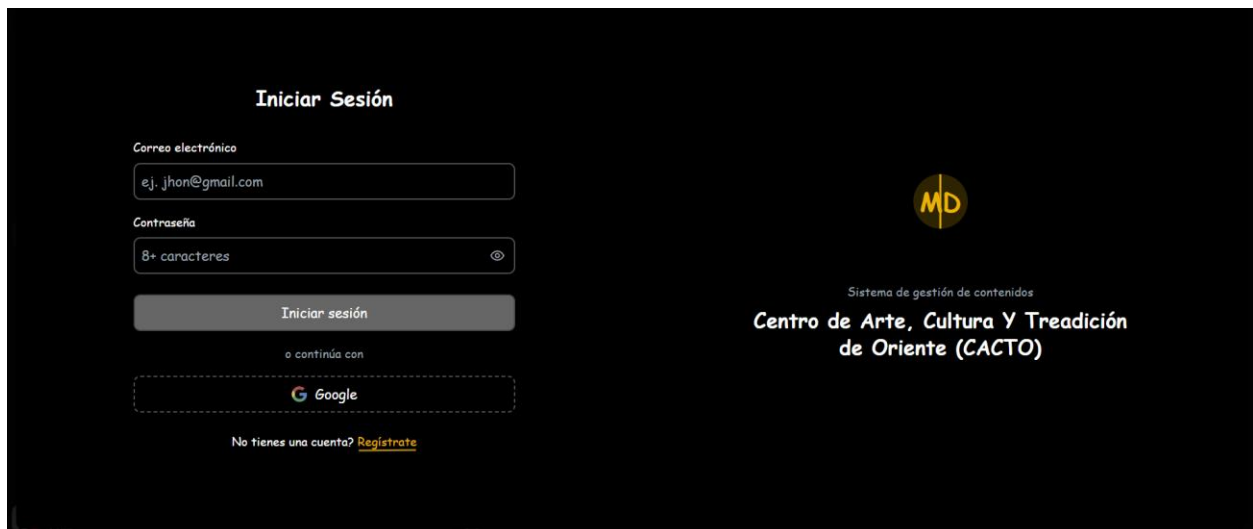 Iniciar Sesión
Correo electrónico
ej. jhon@gmail.com
Contraseña
8+ caracteres
Iniciar sesión
o continúa con
Google
No tienes una cuenta? Regístrate
MD
Sistema de gestión de contenidos
Centro de Arte, Cultura Y Treadición
de Oriente (CACTO)